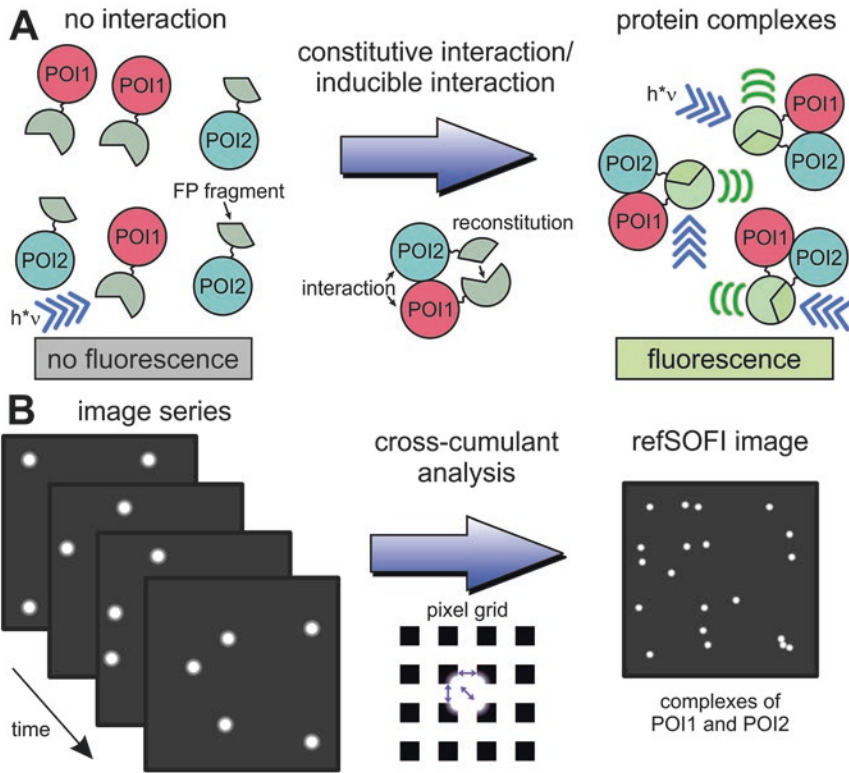 A
no interaction
POI1
POI1
POI2
FP fragment
POI2
POI1
POI2
h*ν
no fluorescence
constitutive interaction/
inducible interaction
reconstitution
POI2
interaction
POI1
protein complexes
h*ν
POI1
POI2
POI2
POI1
POI1
POI2
h*ν
fluorescence
B
image series
time
cross-cumulant
analysis
pixel grid
refSOFI image
complexes of
POI1 and POI2